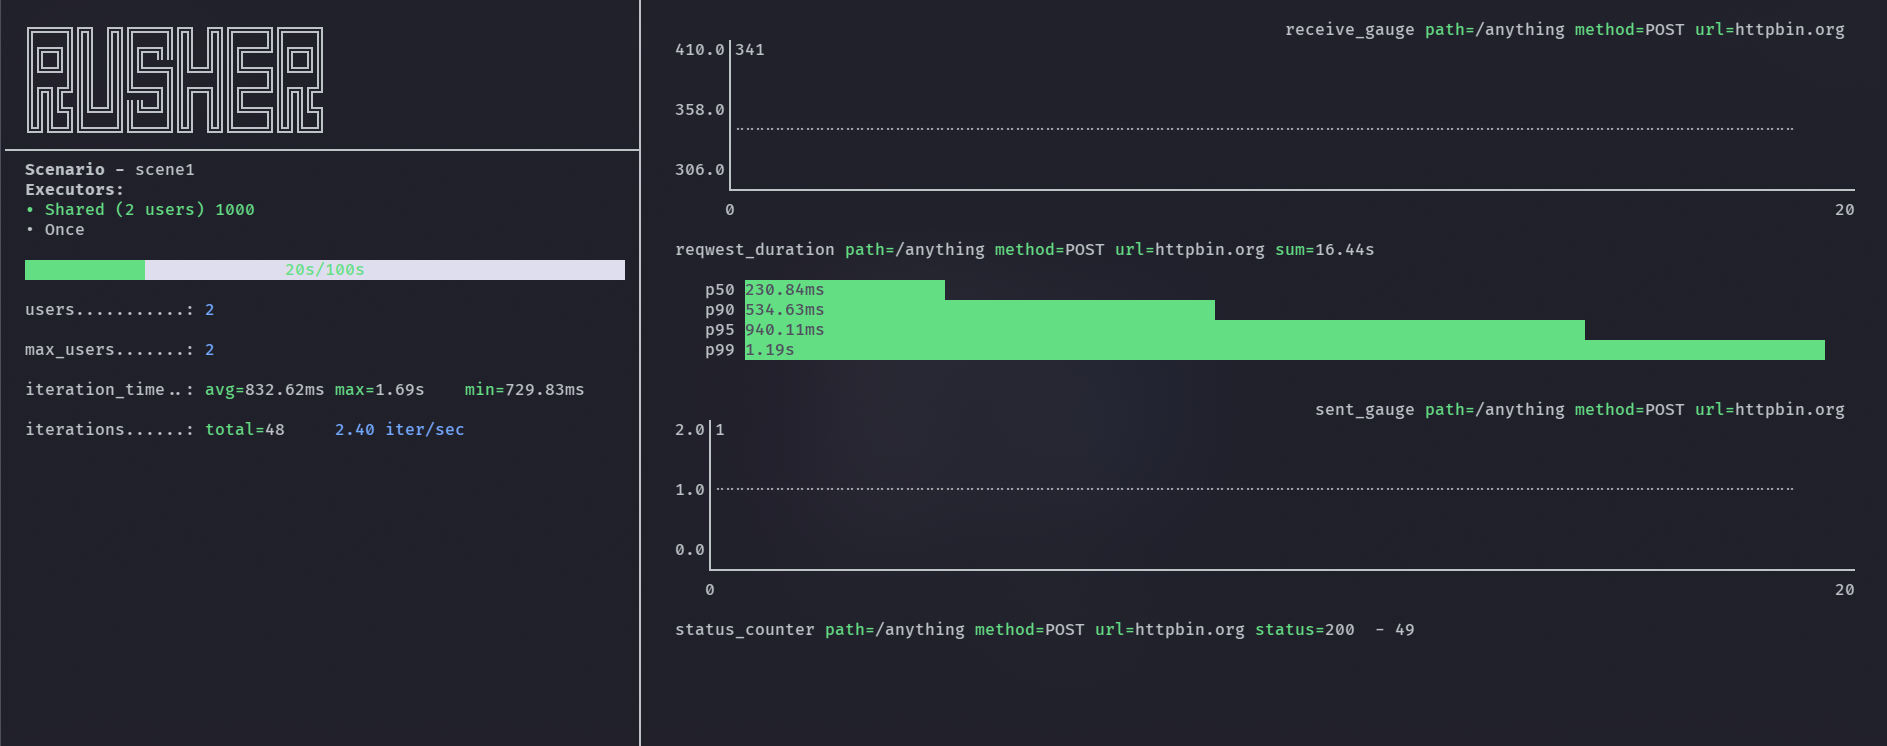 RUSHER
Scenario - scene1
Executors:
• Shared (2 users) 1000
• Once
20s/100s
users...........: 2
max_users.......: 2
iteration_time..: avg=832.62ms max=1.69s min=729.83ms
iterations......: total=48 2.40 iter/sec
receive_gauge path=/anything method=POST url=httpbin.org
410.0 341
358.0
306.0
0 20
reqwest_duration path=/anything method=POST url=httpbin.org sum=16.44s
p50 230.84ms
p90 534.63ms
p95 940.11ms
p99 1.19s
sent_gauge path=/anything method=POST url=httpbin.org
2.0 1
1.0
0.0
0 20
status_counter path=/anything method=POST url=httpbin.org status=200 - 49